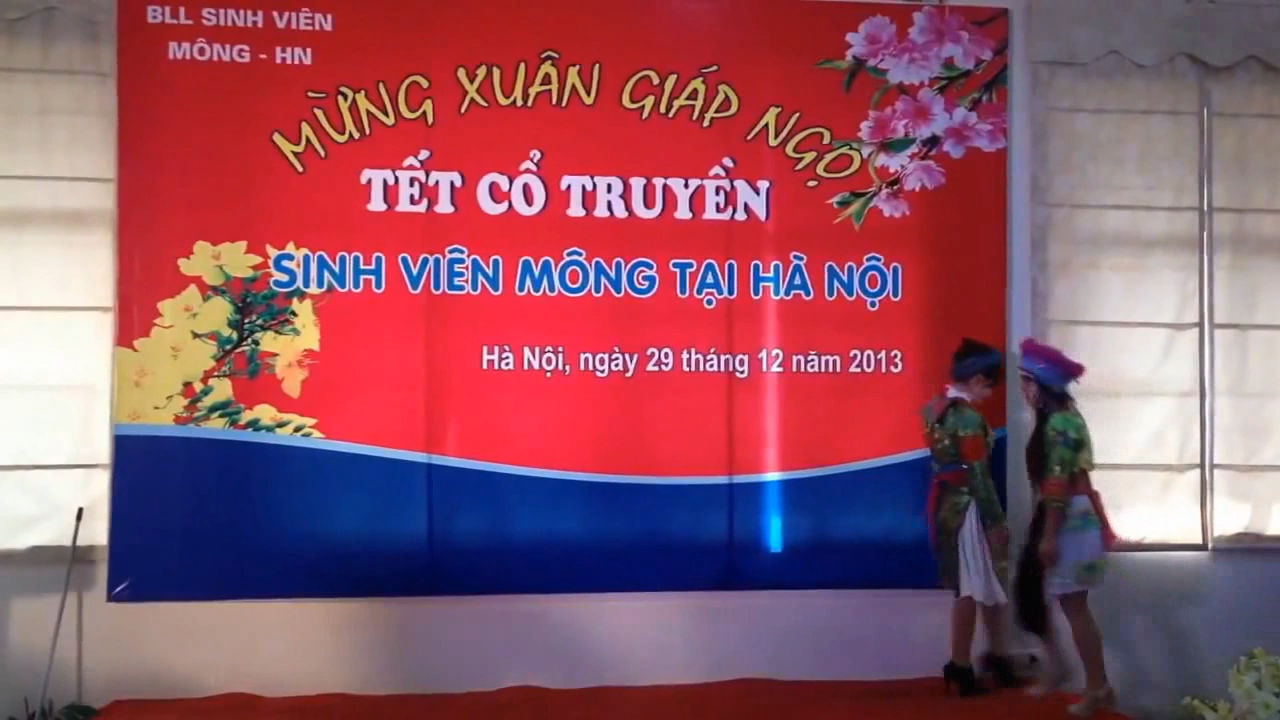 BLL SINH VIÊN
MÔNG - HN
MỪNG XUÂN GIÁP NGỌ
TẾT CỔ TRUYỀN
SINH VIÊN MÔNG TẠI HÀ NỘI
Hà Nội, ngày 29 tháng 12 năm 2013